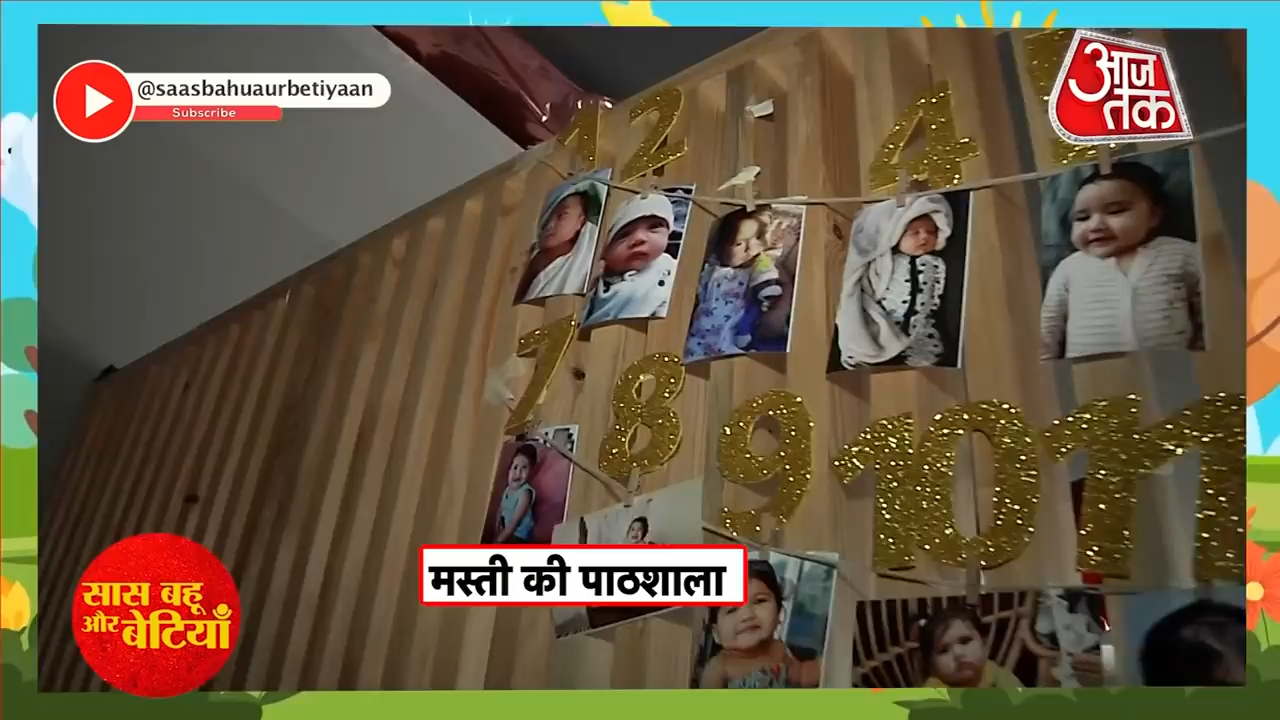 @saasbahuaurbetiyaan
Subscribe
आज
तक
1 2 4
7 8 9 10 11
मस्ती की पाठशाला
सास बहू
और बेटियाँ